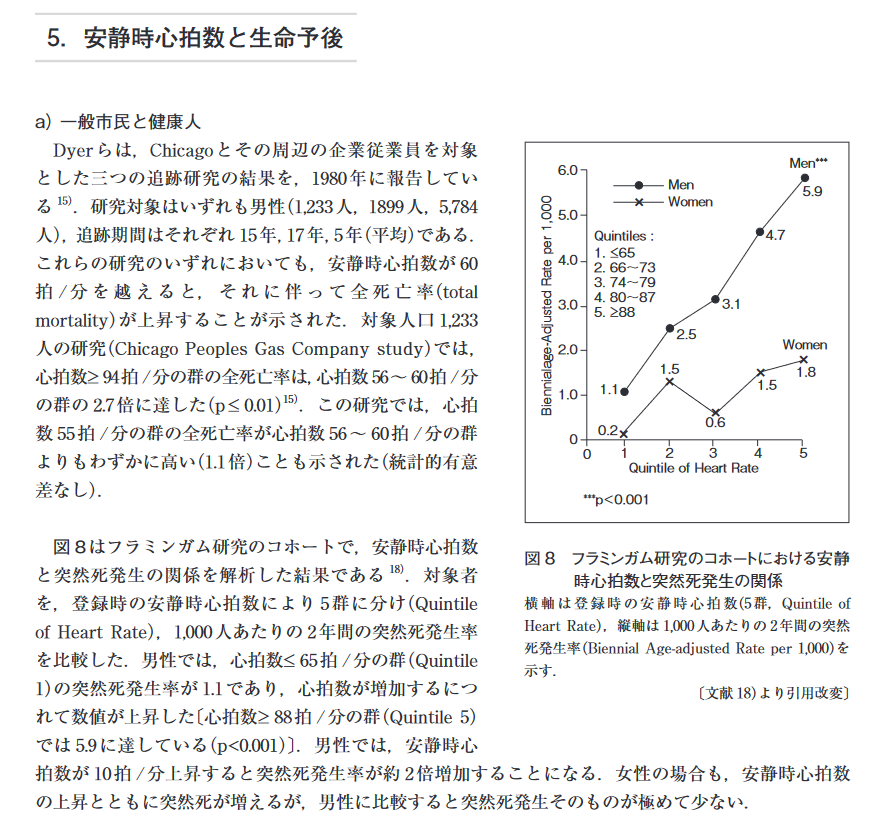 5．安静時心拍数と生命予後
a）一般市民と健康人
Dyerらは，Chicagoとその周辺の企業従業員を対象
とした三つの追跡研究の結果を，1980年に報告してい
る 15)．研究対象はいずれも男性(1,233人，1899人，5,784
人)，追跡期間はそれぞれ15年，17年，5年(平均)である．
これらの研究のいずれにおいても，安静時心拍数が60
拍/分を越えると，それに伴って全死亡率(total
mortality)が上昇することが示された．対象人口1,233
人の研究(Chicago Peoples Gas Company study)では，
心拍数≥94拍/分の群の全死亡率は，心拍数56～60拍/分
の群の2.7倍に達した(p≤0.01)15)．この研究では，心拍
数55拍/分の群の全死亡率が心拍数56～60拍/分の群
よりもわずかに高い(1.1倍)ことも示された(統計的有意
差なし)．
図8はフラミンガム研究のコホートで，安静時心拍数
と突然死発生の関係を解析した結果である 18)．対象者
を，登録時の安静時心拍数により5群に分け(Quintile
of Heart Rate)，1,000人あたりの2年間の突然死発生率
を比較した．男性では，心拍数≤65拍/分の群(Quintile
1)の突然死発生率が1.1であり，心拍数が増加するにつ
れて数値が上昇した〔心拍数≥88拍/分の群(Quintile 5)
では5.9に達している(p<0.001)〕．男性では，安静時心
拍数が10拍/分上昇すると突然死発生率が約2倍増加することになる．女性の場合も，安静時心拍数
の上昇とともに突然死が増えるが，男性に比較すると突然死発生そのものが極めて少ない．
Biennialage-Adjusted Rate per 1,000
6.0
5.0
4.0
3.0
2.0
1.0
0
Men
Women
Quintiles :
1. ≤65
2. 66～73
3. 74～79
4. 80～87
5. ≥88
Men***
5.9
4.7
3.1
2.5
1.1
Women
1.8
1.5
0.6
1.5
0.2
0 1 2 3 4 5
Quintile of Heart Rate
***p<0.001
図8 フラミンガム研究のコホートにおける安静
時心拍数と突然死発生の関係
横軸は登録時の安静時心拍数(5群，Quintile of
Heart Rate)，縦軸は1,000人あたりの2年間の突然
死発生率(Biennial Age-adjusted Rate per 1,000)を
示す．
〔文献18)より引用改変〕